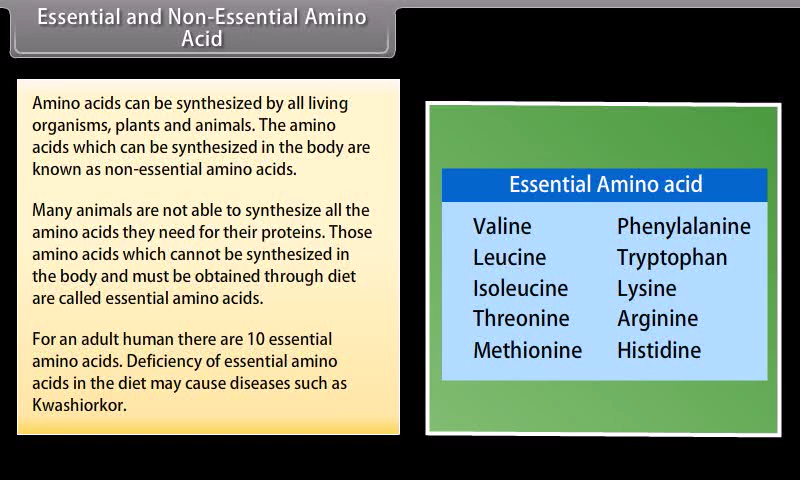 Essential and Non-Essential Amino
Acid
Amino acids can be synthesized by all living
organisms, plants and animals. The amino
acids which can be synthesized in the body are
known as non-essential amino acids.
Many animals are not able to synthesize all the
amino acids they need for their proteins. Those
amino acids which cannot be synthesized in
the body and must be obtained through diet
are called essential amino acids.
For an adult human there are 10 essential
amino acids. Deficiency of essential amino
acids in the diet may cause diseases such as
Kwashiorkor.
Essential Amino acid
Valine Phenylalanine
Leucine Tryptophan
Isoleucine Lysine
Threonine Arginine
Methionine Histidine